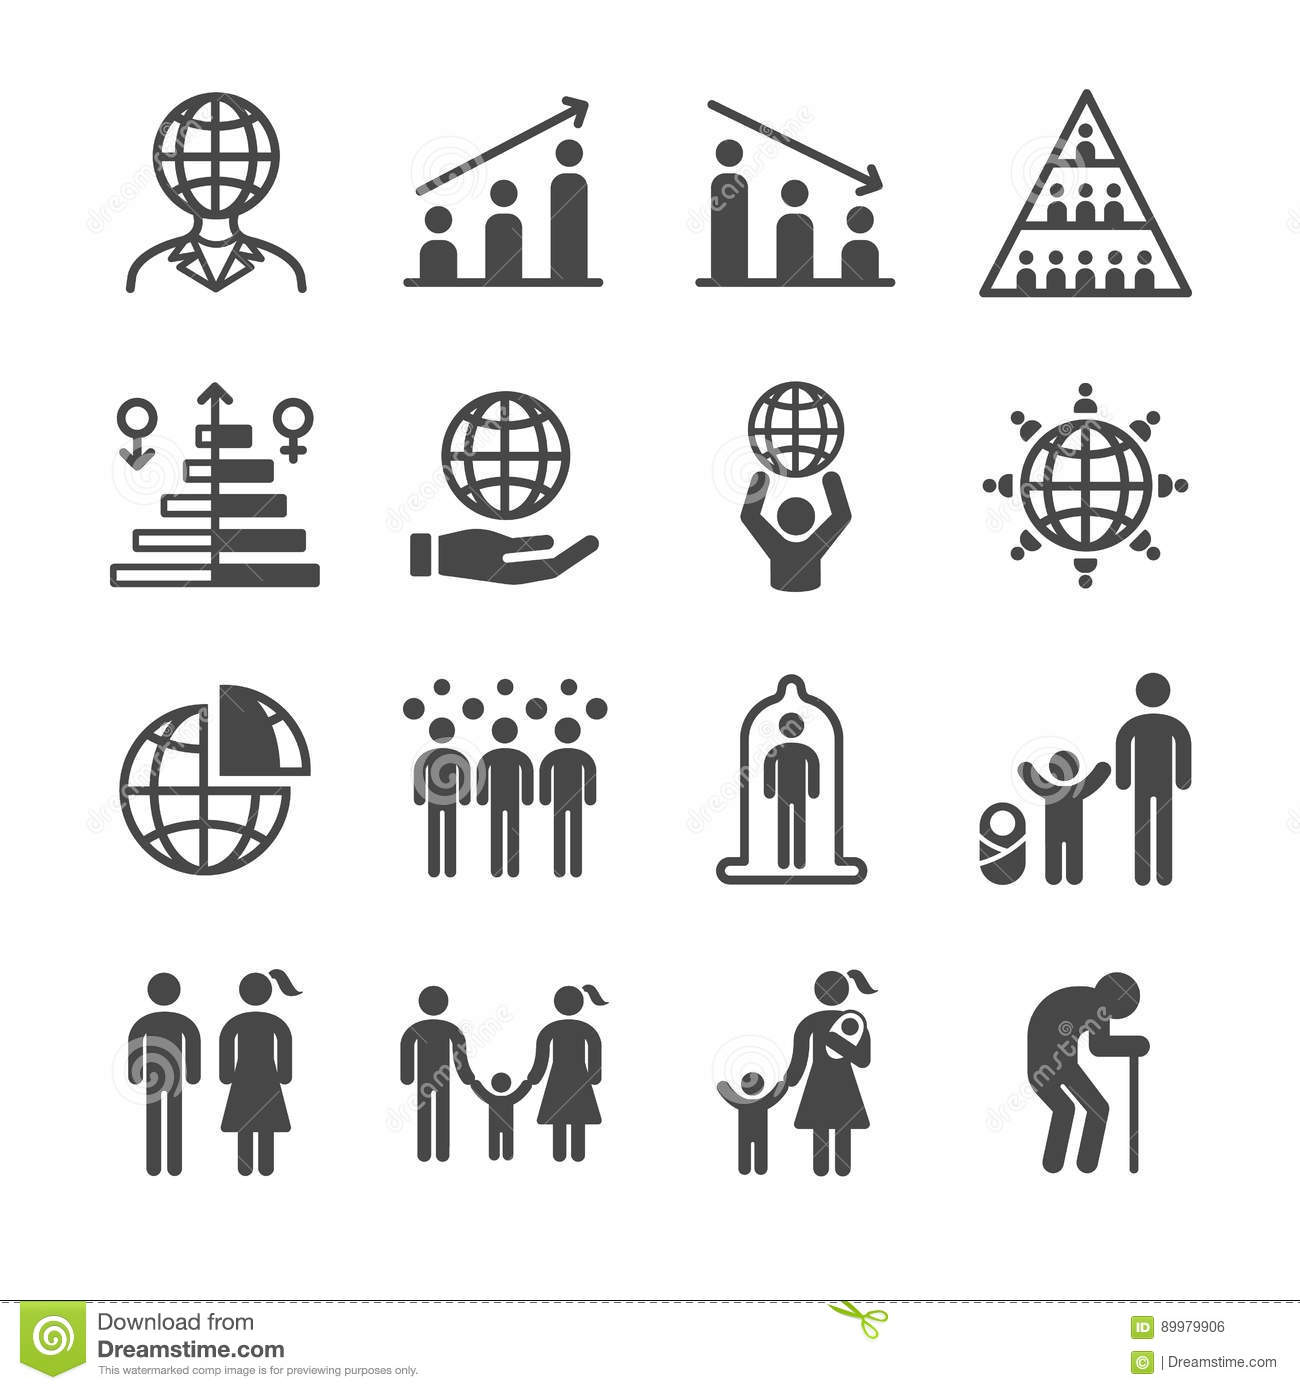 Download from
Dreamstime.com
This watermarked comp image is for previewing purposes only.
ID 89979906
© | Dreamstime.com